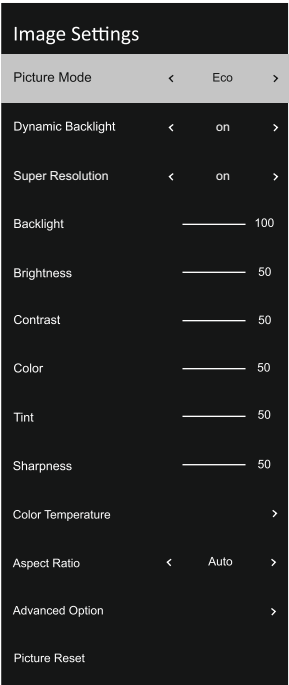 Image Settings
Picture Mode < Eco >
Dynamic Backlight < on >
Super Resolution < on >
Backlight 100
Brightness 50
Contrast 50
Color 50
Tint 50
Sharpness 50
Color Temperature >
Aspect Ratio < Auto >
Advanced Option >
Picture Reset